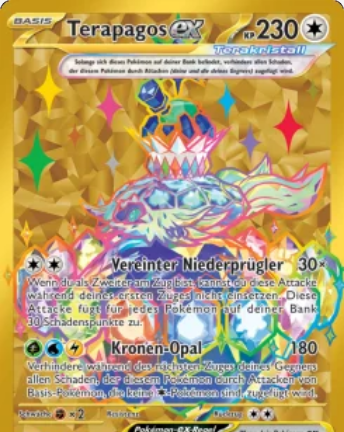 BASIS Terapagos ex KP 230
Terakristall
Solange sich dieses Pokémon auf deiner Bank befindet, verhindere allen Schaden,
der diesem Pokémon durch Attacken (deine und die deines Gegners) zugefügt wird.
Vereinter Niederprügler 30×
Wenn du als Zweiter am Zug bist, kannst du diese Attacke
während deines ersten Zuges nicht einsetzen. Diese
Attacke fügt für jedes Pokémon auf deiner Bank
30 Schadenspunkte zu.
Kronen-Opal 180
Verhindere während des nächsten Zuges deines Gegners
allen Schaden, der diesem Pokémon durch Attacken von
Basis-Pokémon, die keine -Pokémon sind, zugefügt wird.
Schwäche ×2 Resistenz Rückzug
Pokémon-ex-Regel